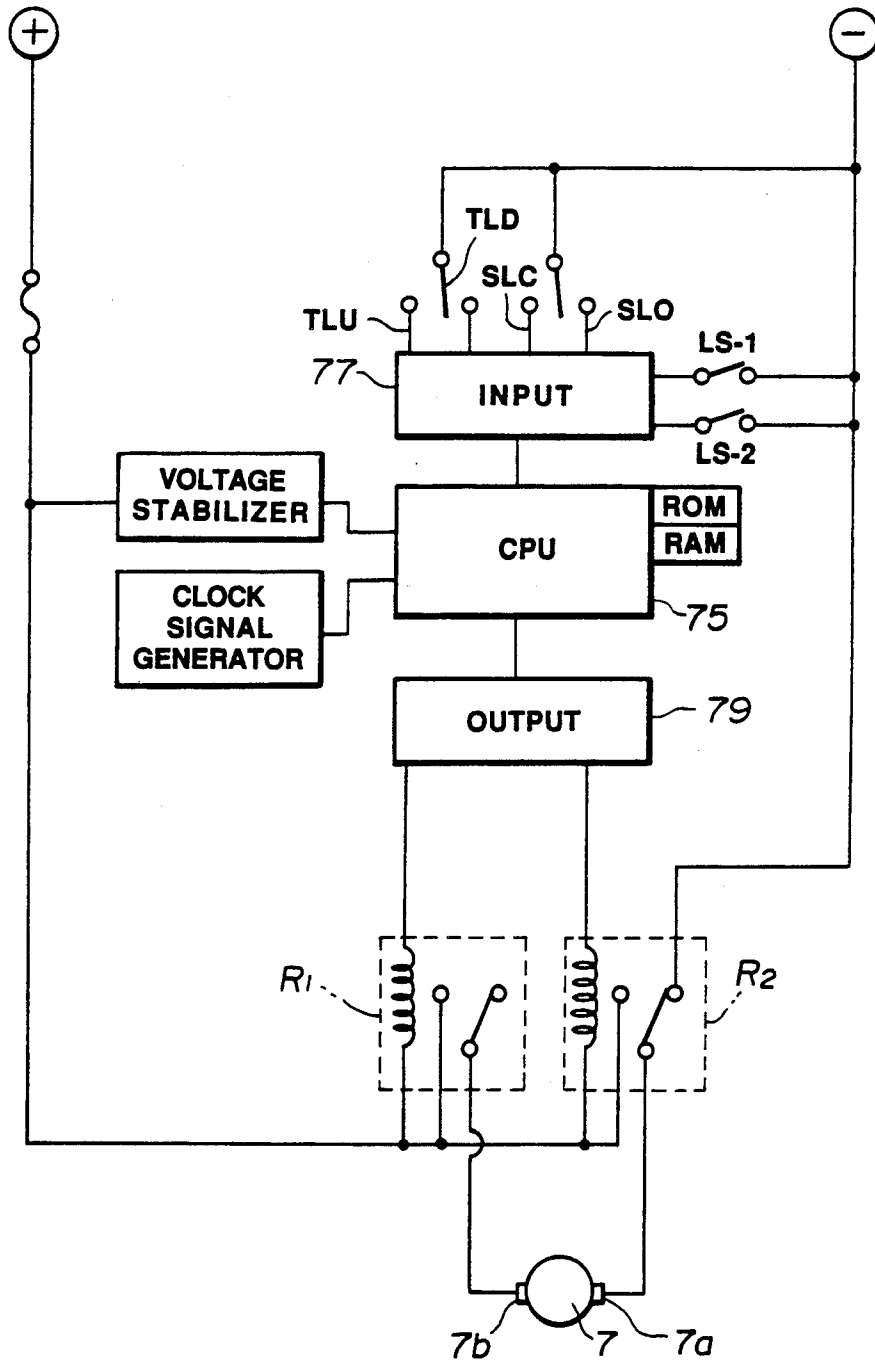 + −
TLD
SLC
TLU
SLO
LS-1
77
INPUT
LS-2
VOLTAGE
STABILIZER
ROM
CPU
RAM
CLOCK
SIGNAL
GENERATOR
75
OUTPUT
79
R1
R2
7b 7 7a